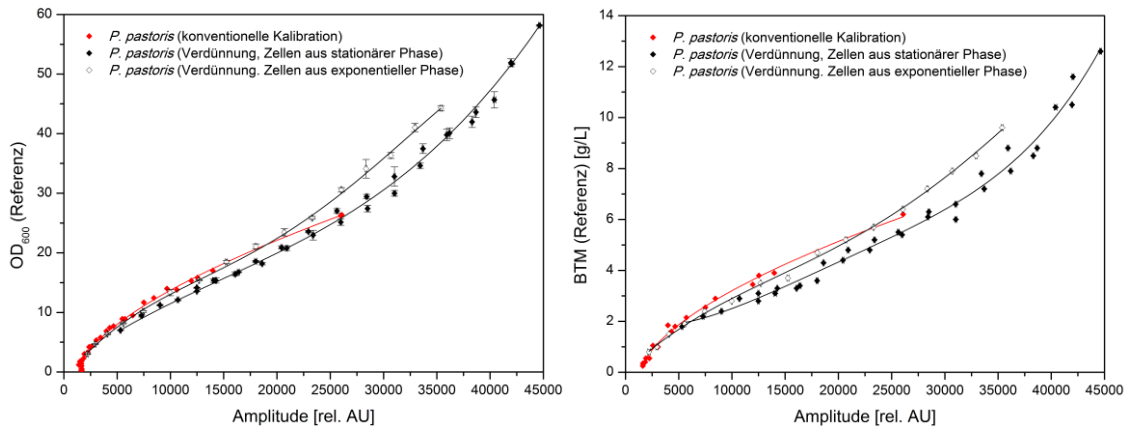 60
50
40
30
20
10
0
OD600 (Referenz)
P. pastoris (konventionelle Kalibration)
P. pastoris (Verdünnung, Zellen aus stationärer Phase)
P. pastoris (Verdünnung. Zellen aus exponentieller Phase)
0 5000 10000 15000 20000 25000 30000 35000 40000 45000
Amplitude [rel. AU]
14
12
10
8
6
4
2
0
BTM (Referenz) [g/L]
P. pastoris (konventionelle Kalibration)
P. pastoris (Verdünnung, Zellen aus stationärer Phase)
P. pastoris (Verdünnung. Zellen aus exponentieller Phase)
0 5000 10000 15000 20000 25000 30000 35000 40000 45000
Amplitude [rel. AU]